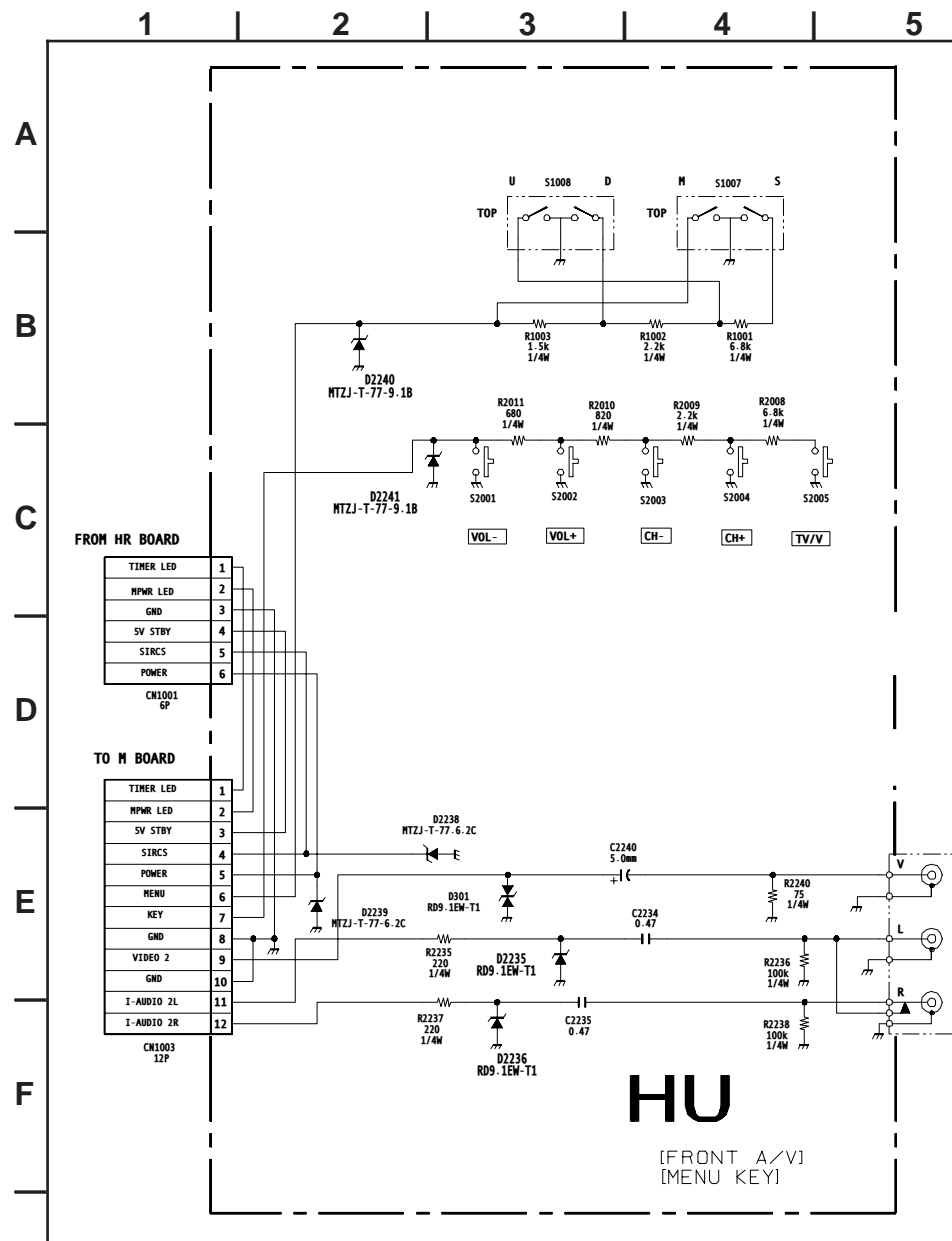 1 2 3 4 5
A
U S1008 D M S1007 S
TOP TOP
B
R1003
1.5k
1/4W
R1002
2.2k
1/4W
R1001
6.8k
1/4W
D2240
MTZJ-T-77-9.1B
R2011
680
1/4W
R2010
820
1/4W
R2009
2.2k
1/4W
R2008
6.8k
1/4W
C
D2241
MTZJ-T-77-9.1B
S2001 S2002 S2003 S2004 S2005
VOL- VOL+ CH- CH+ TV/V
FROM HR BOARD
TIMER LED 1
MPWR LED 2
GND 3
5V STBY 4
SIRCS 5
POWER 6
CN1001
6P
D
TO M BOARD
TIMER LED 1
MPWR LED 2
5V STBY 3
SIRCS 4
POWER 5
MENU 6
KEY 7
GND 8
VIDEO 2 9
GND 10
I-AUDIO 2L 11
I-AUDIO 2R 12
CN1003
12P
E
D2238
MTZJ-T-77.6.2C
C2240
5.0mm
+
V
D301
RD9.1EW-T1
R2240
75
1/4W
D2239
MTZJ-T-77-6.2C
C2234
0.47
L
R2235
220
1/4W
D2235
RD9.1EW-T1
R2236
100k
1/4W
R
R2237
220
1/4W
C2235
0.47
R2238
100k
1/4W
D2236
RD9.1EW-T1
F
HU
[FRONT A/V]
[MENU KEY]